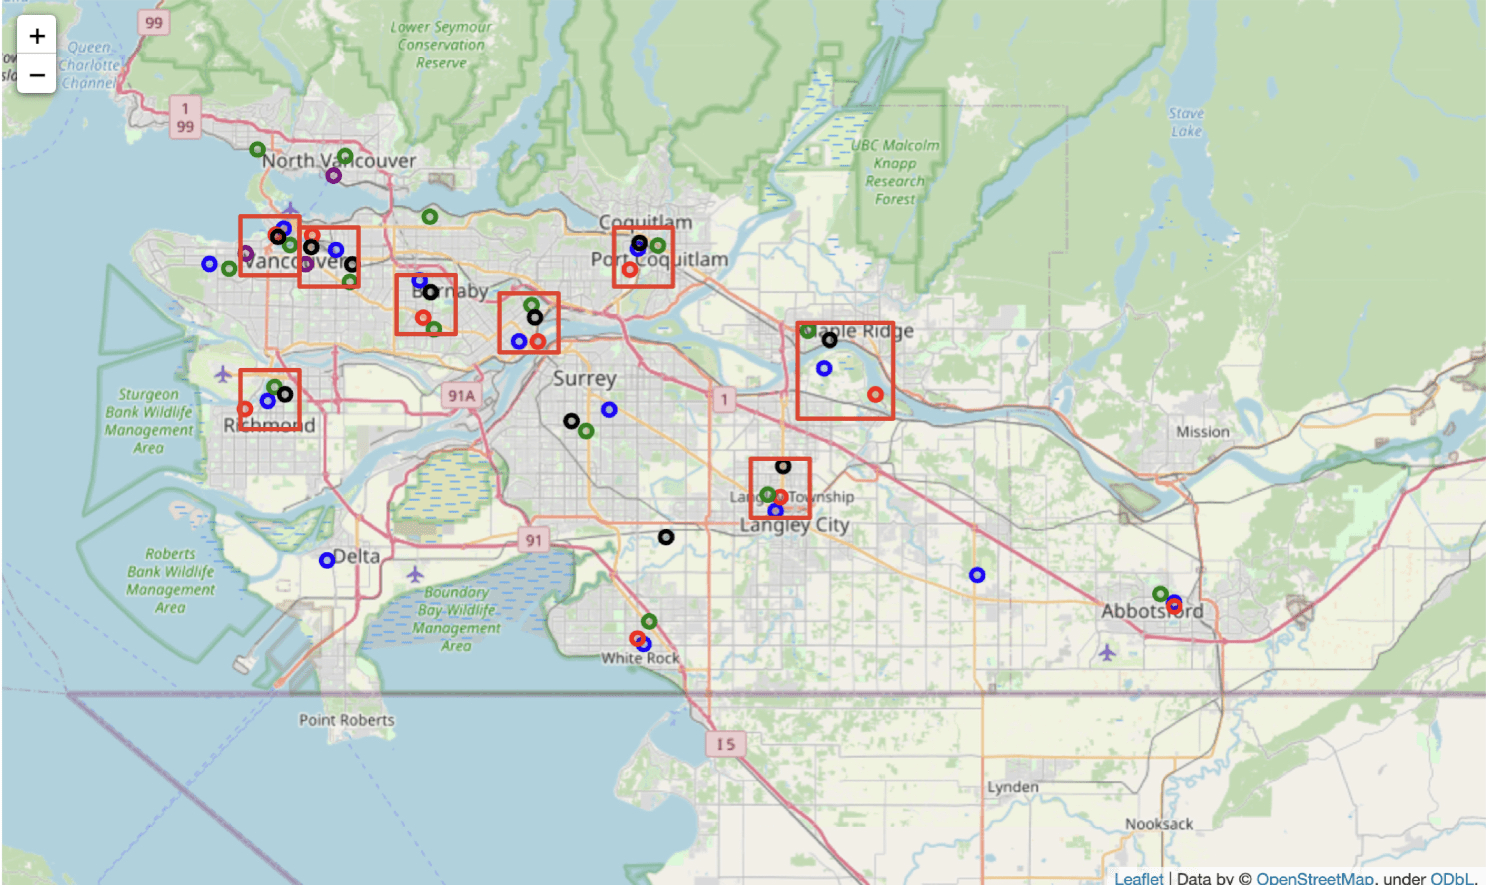 +
−
99
Queen
Charlotte
Channel
Lower Seymour
Conservation
Reserve
1
99
North Vancouver
UBC Malcolm
Knapp
Research
Forest
Stave
Lake
Coquitlam
Port Coquitlam
Vancouver
Burnaby
Maple Ridge
Surrey
Sturgeon
Bank Wildlife
Management
Area
91A
1
Richmond
Mission
Langley Township
Langley City
91
Roberts
Bank Wildlife
Management
Area
Delta
Boundary
Bay Wildlife
Management
Area
Abbotsford
White Rock
Point Roberts
I 5
Lynden
Nooksack
Leaflet | Data by © OpenStreetMap, under ODbL.